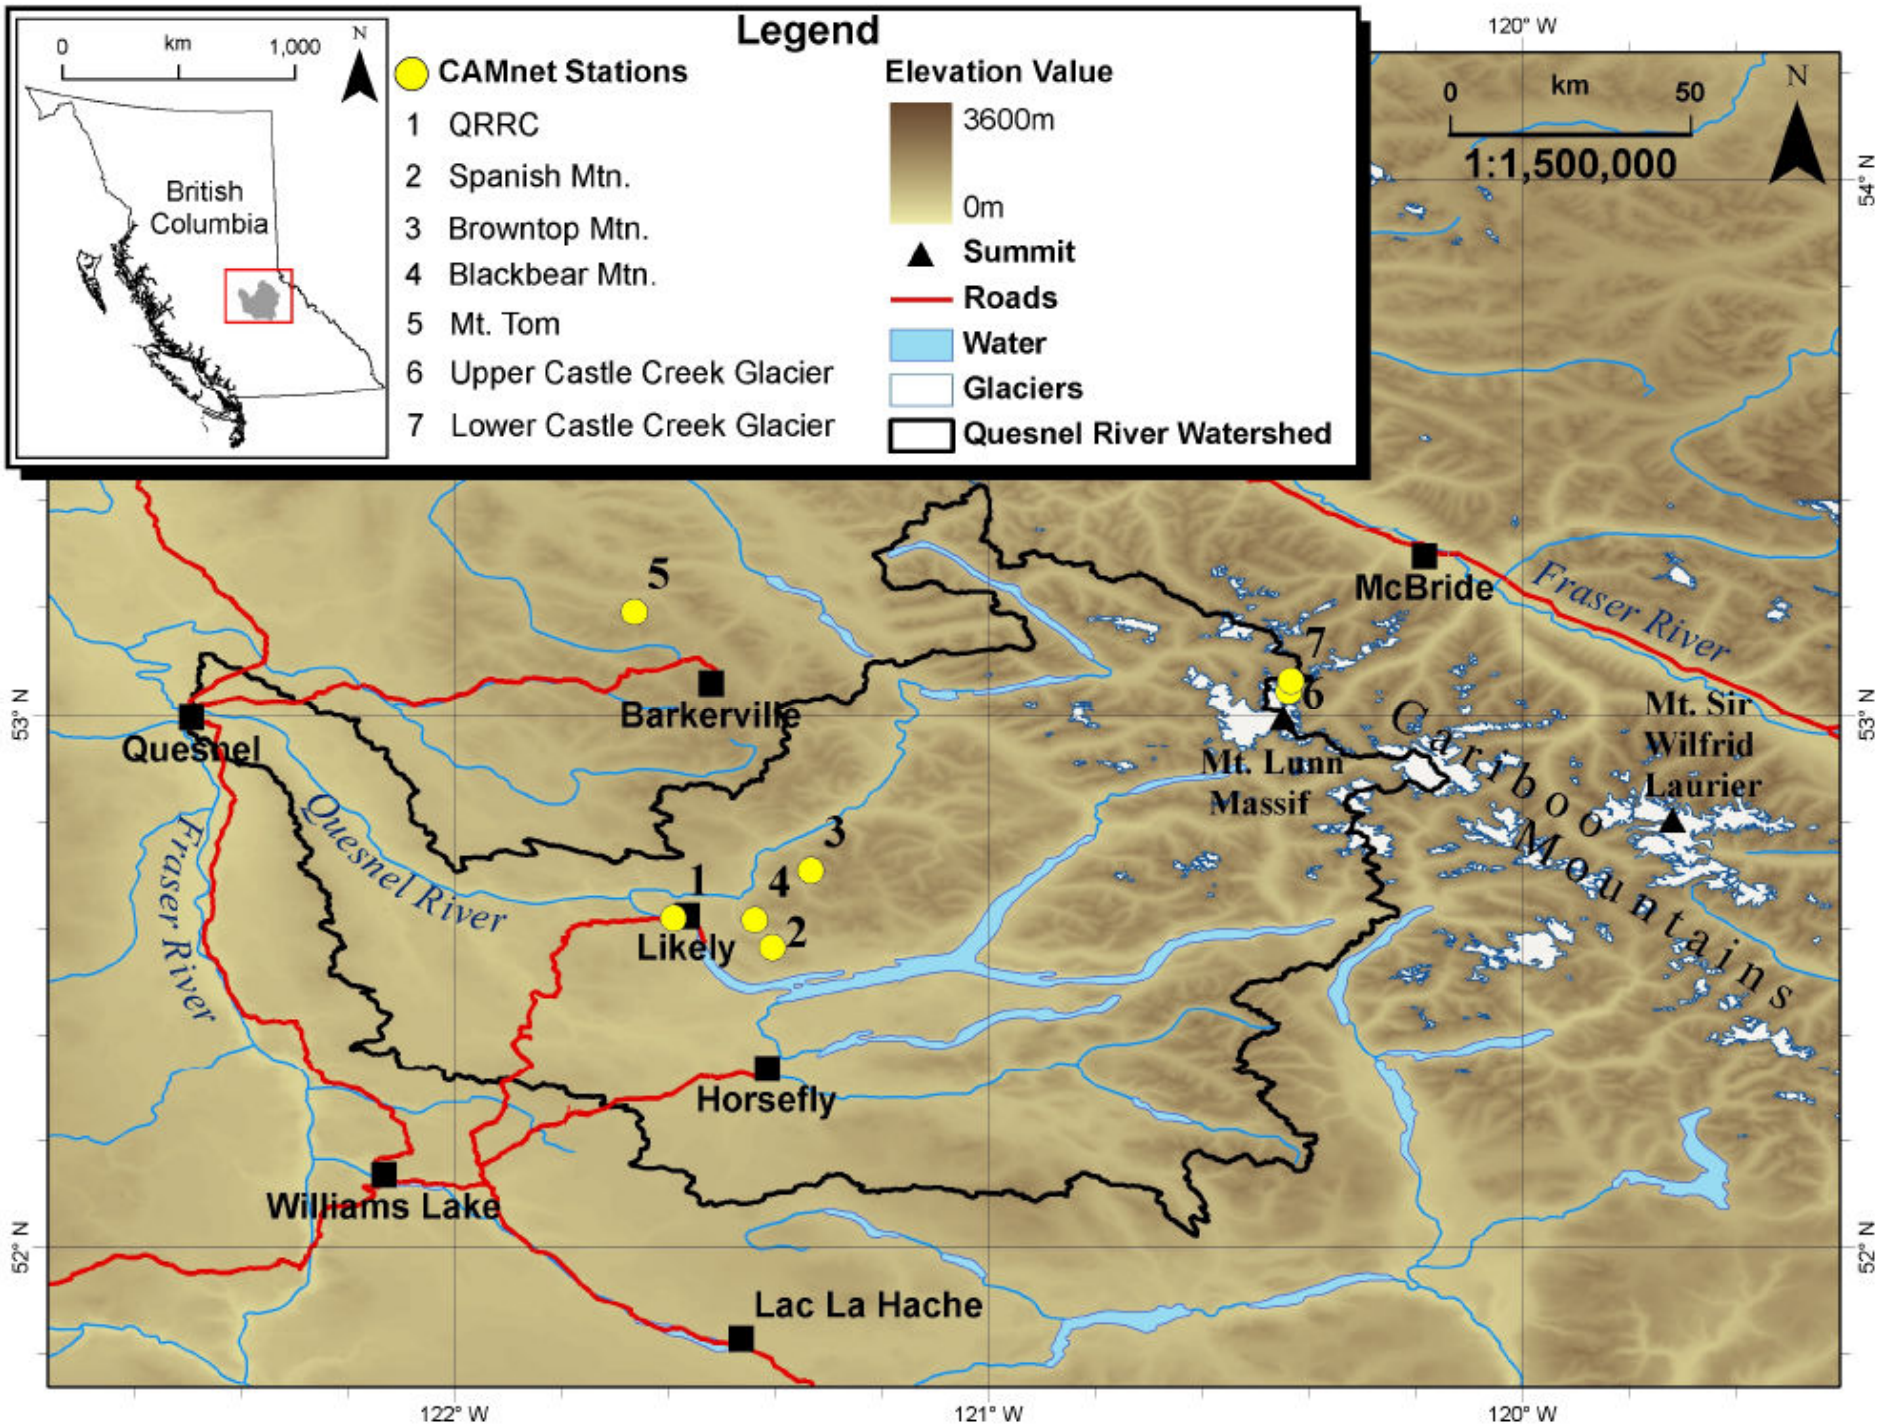 Legend
0 km 1,000
N
British
Columbia
CAMnet Stations
1 QRRC
2 Spanish Mtn.
3 Browntop Mtn.
4 Blackbear Mtn.
5 Mt. Tom
6 Upper Castle Creek Glacier
7 Lower Castle Creek Glacier
Elevation Value
3600m
0m
Summit
Roads
Water
Glaciers
Quesnel River Watershed
120° W
0 km 50
1:1,500,000
N
54° N
5
McBride
Fraser River
7
6
53° N
Barkerville
Quesnel
Mt. Lunn
Massif
Mt. Sir
Wilfrid
Laurier
53° N
Cariboo
Mountains
Quesnel River
Fraser River
3
4
1
2
Likely
Horsefly
Williams Lake
52° N
52° N
Lac La Hache
122° W
121° W
120° W